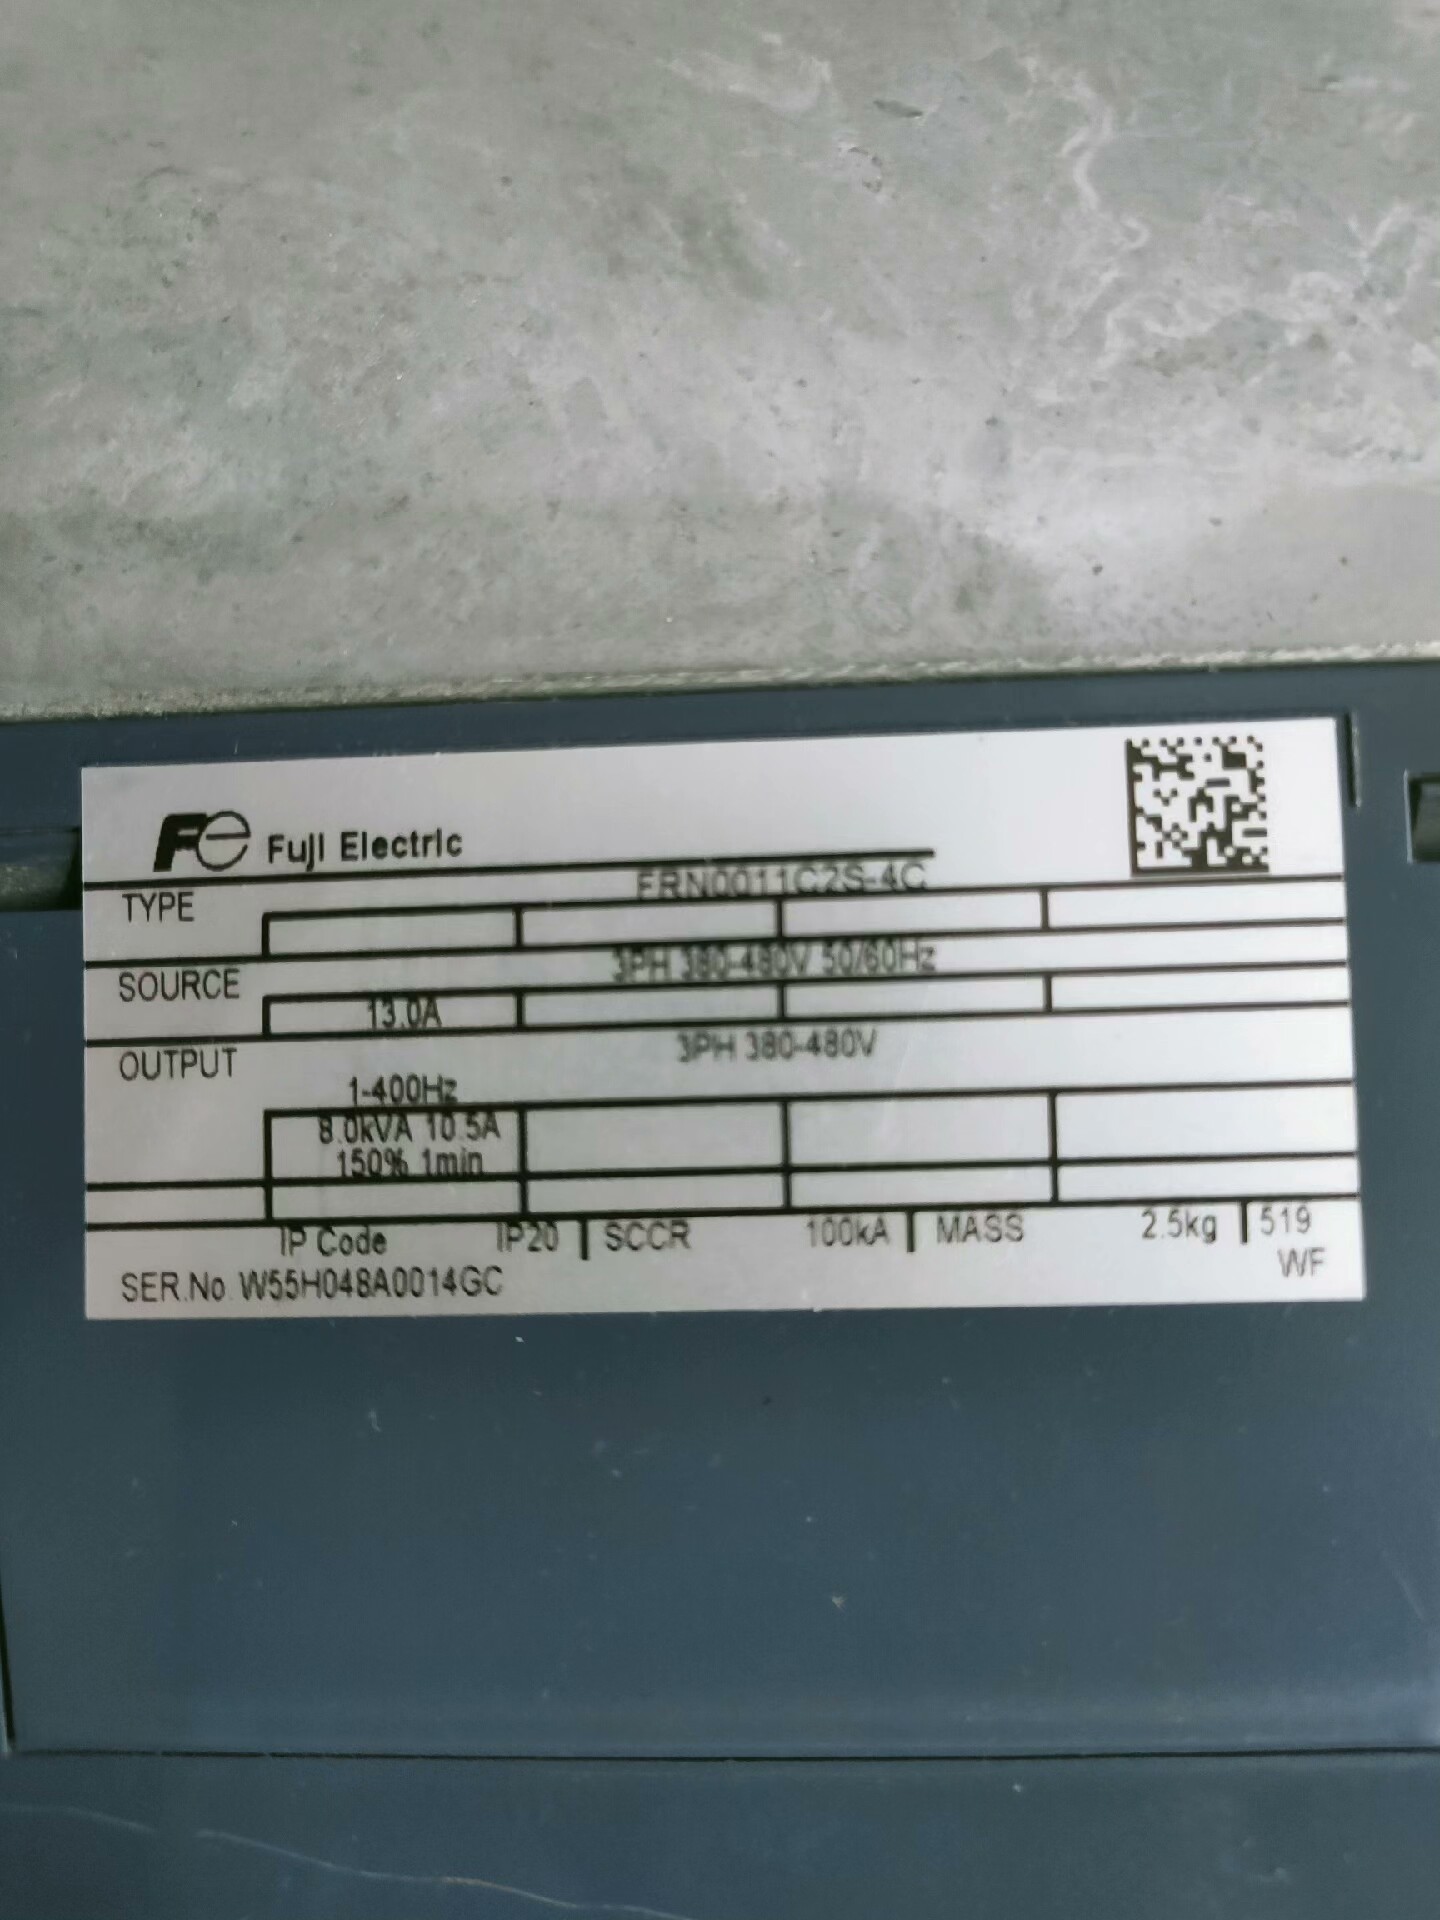 Fe Fuji Electric
TYPE FRN0011C2S-4C
SOURCE 3PH 380-480V 50/60Hz
13.0A
OUTPUT 3PH 380-480V
1-400Hz
8.0kVA 10.5A
150% 1min
IP Code IP20 SCCR 100kA MASS 2.5kg 519
SER.No. W55H048A0014GC WF